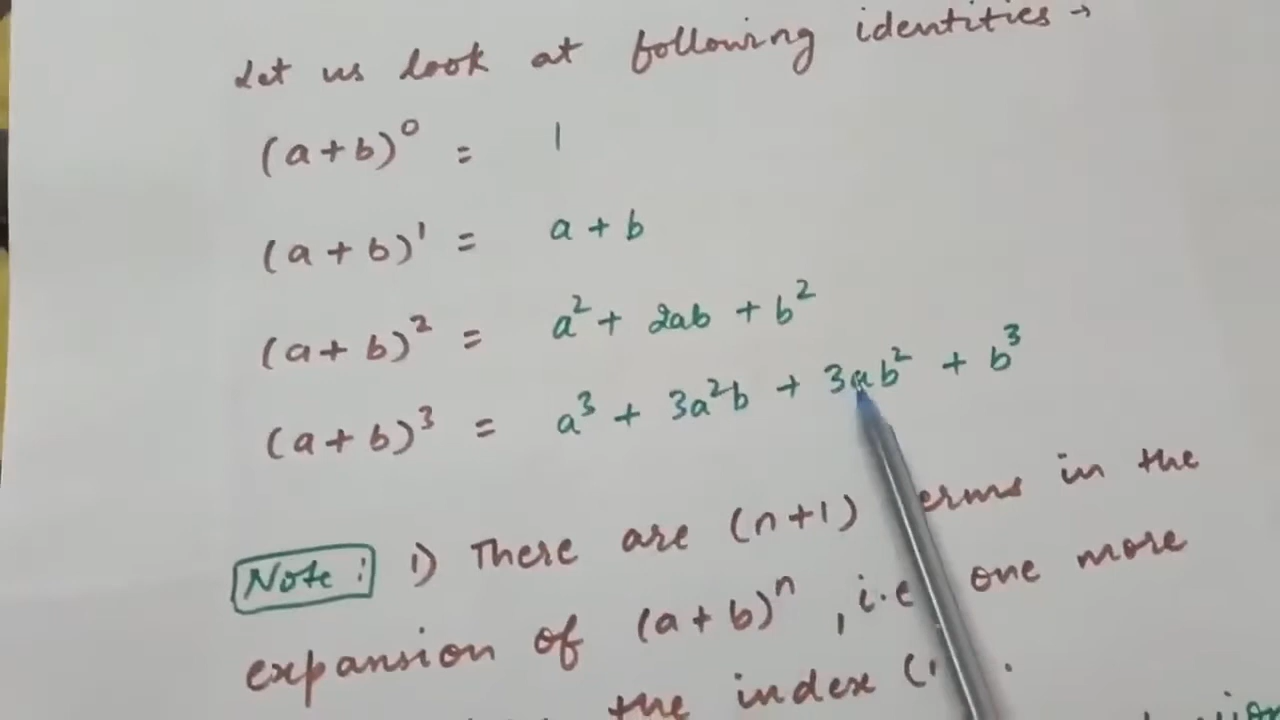 Let us look at following identities →
(a+b)⁰ = 1
(a+b)¹ = a + b
(a+b)² = a² + 2ab + b²
(a+b)³ = a³ + 3a²b + 3ab² + b³
Note: 1) There are (n+1) in the
expansion of (a+b)ⁿ, i.e one more
the index